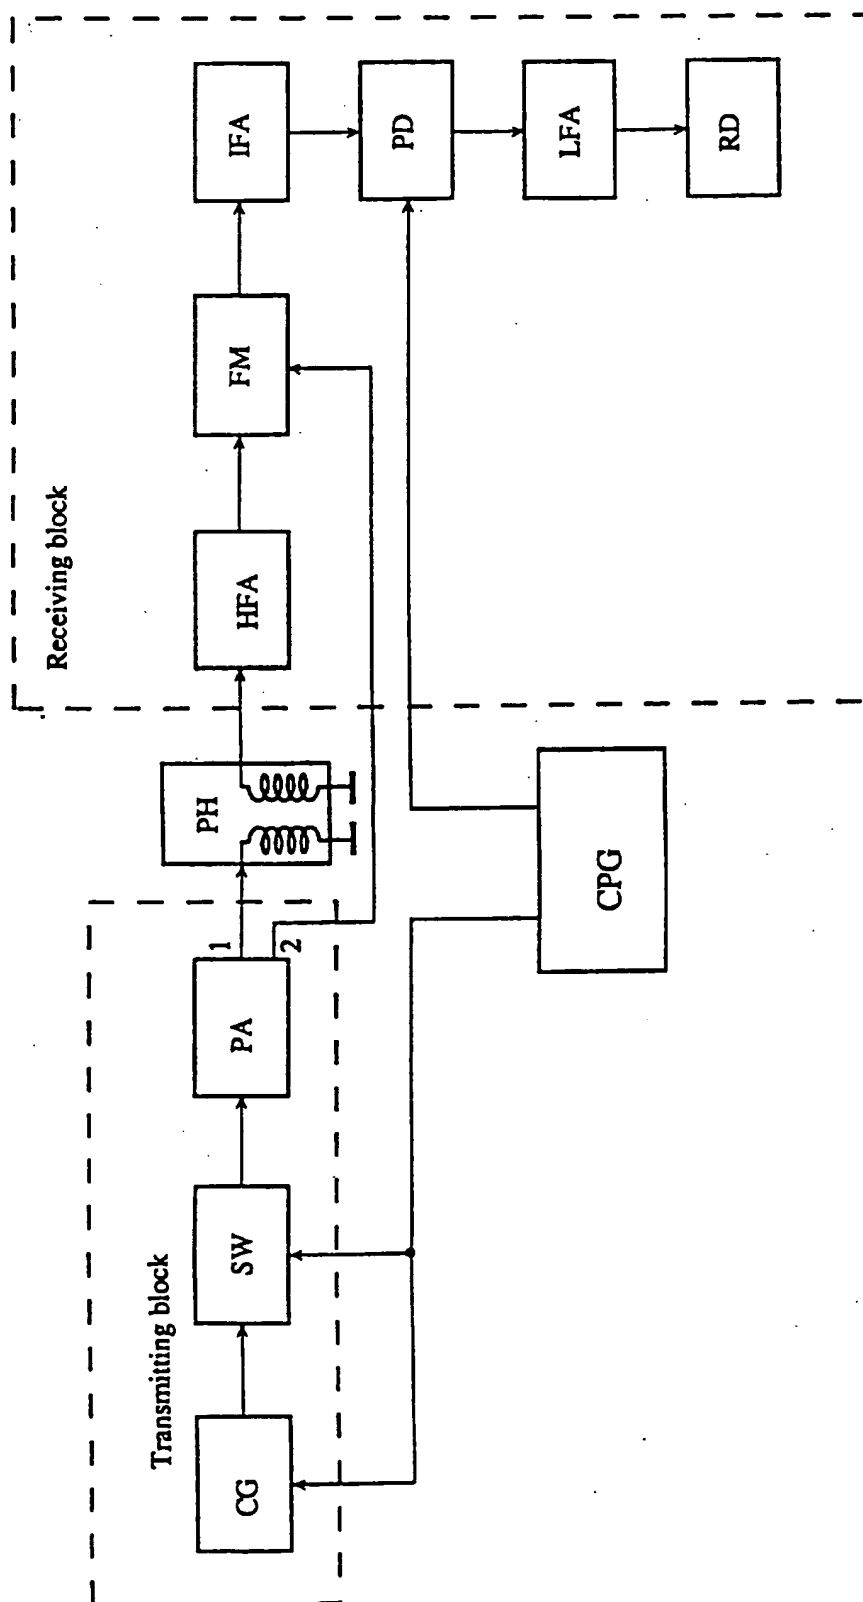 Transmitting block
Receiving block
CG
SW
PA
1
2
PH
HFA
FM
IFA
PD
LFA
RD
CPG